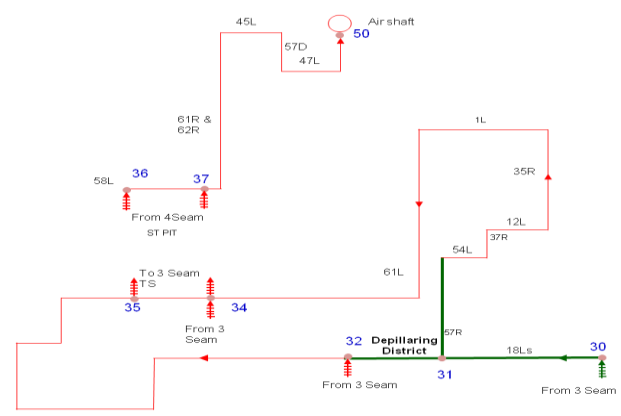 45L
Air shaft
50
57D
47L
61R &
62R
1L
36
37
58L
From 4Seam
ST PIT
35R
12L
37R
54L
To 3 Seam
TS
61L
35
34
From 3
Seam
57R
32
Depillaring
District
18Ls
30
31
From 3 Seam
From 3 Seam